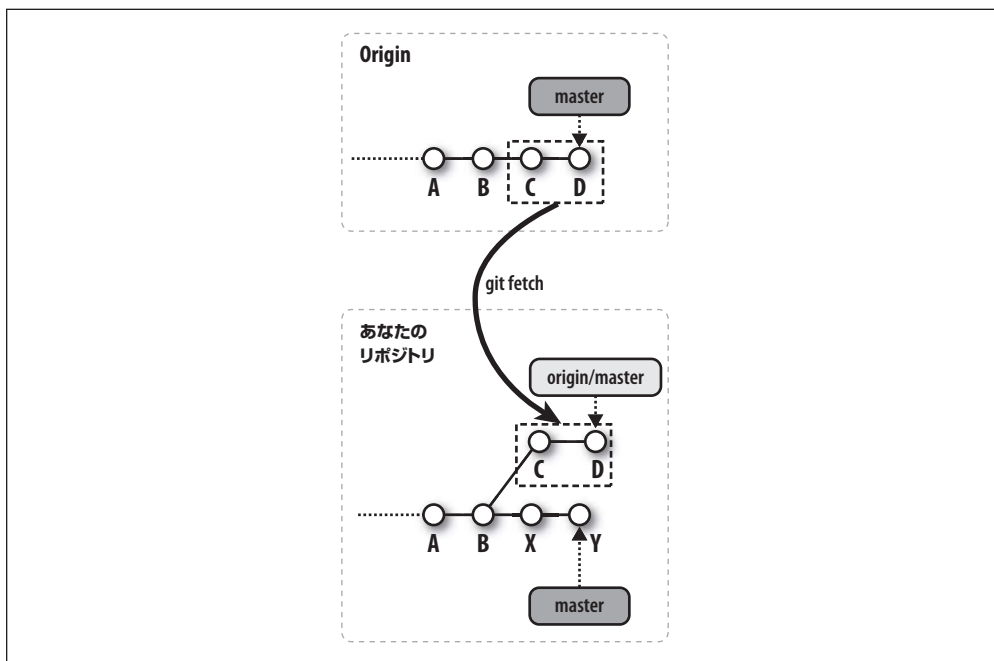 Origin
master
A B C D
git fetch
あなたの
リポジトリ
origin/master
C D
A B X Y
master